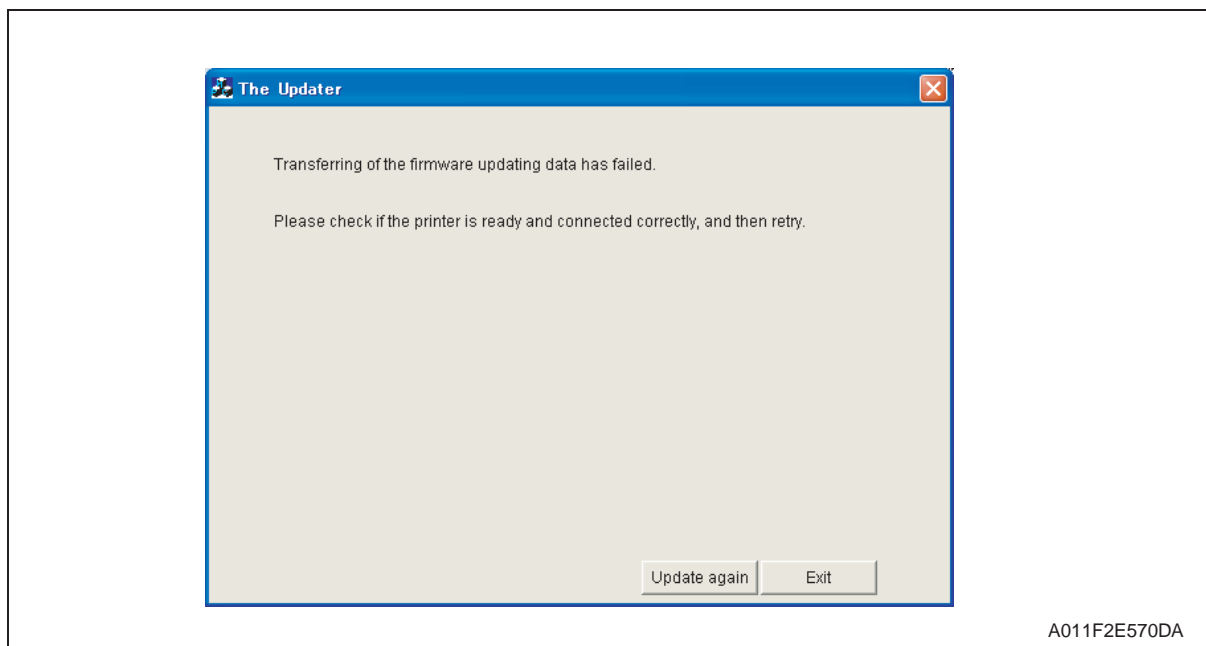 The Updater
Transferring of the firmware updating data has failed.
Please check if the printer is ready and connected correctly, and then retry.
Update again
Exit
A011F2E570DA